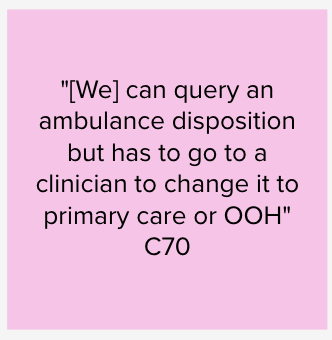 "[We] can query an
ambulance disposition
but has to go to a
clinician to change it to
primary care or OOH"
C70